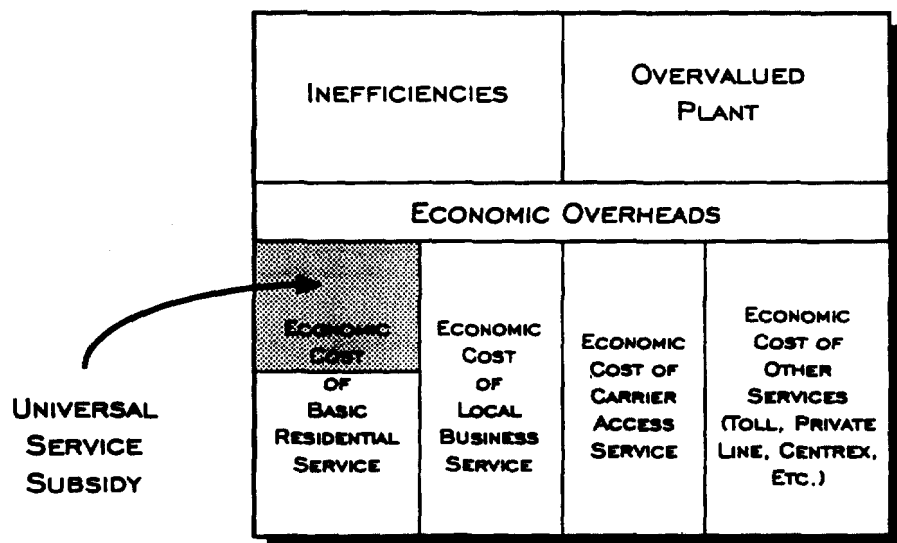 INEFFICIENCIES
OVERVALUED
PLANT
ECONOMIC OVERHEADS
ECONOMIC
COST
OF
BASIC
RESIDENTIAL
SERVICE
ECONOMIC
COST
OF
LOCAL
BUSINESS
SERVICE
ECONOMIC
COST OF
CARRIER
ACCESS
SERVICE
ECONOMIC
COST OF
OTHER
SERVICES
(TOLL, PRIVATE
LINE, CENTREX,
ETC.)
UNIVERSAL
SERVICE
SUBSIDY